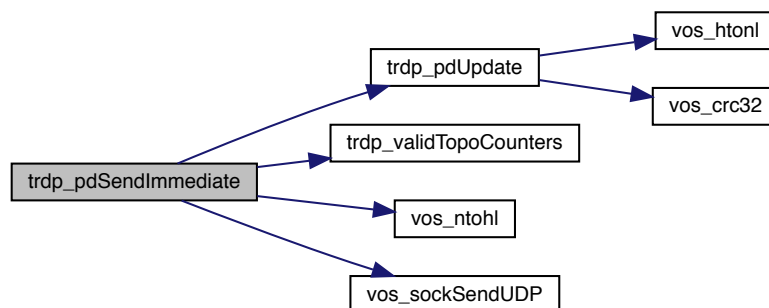 trdp_pdSendImmediate
trdp_pdUpdate
trdp_validTopoCounters
vos_ntohl
vos_sockSendUDP
vos_htonl
vos_crc32